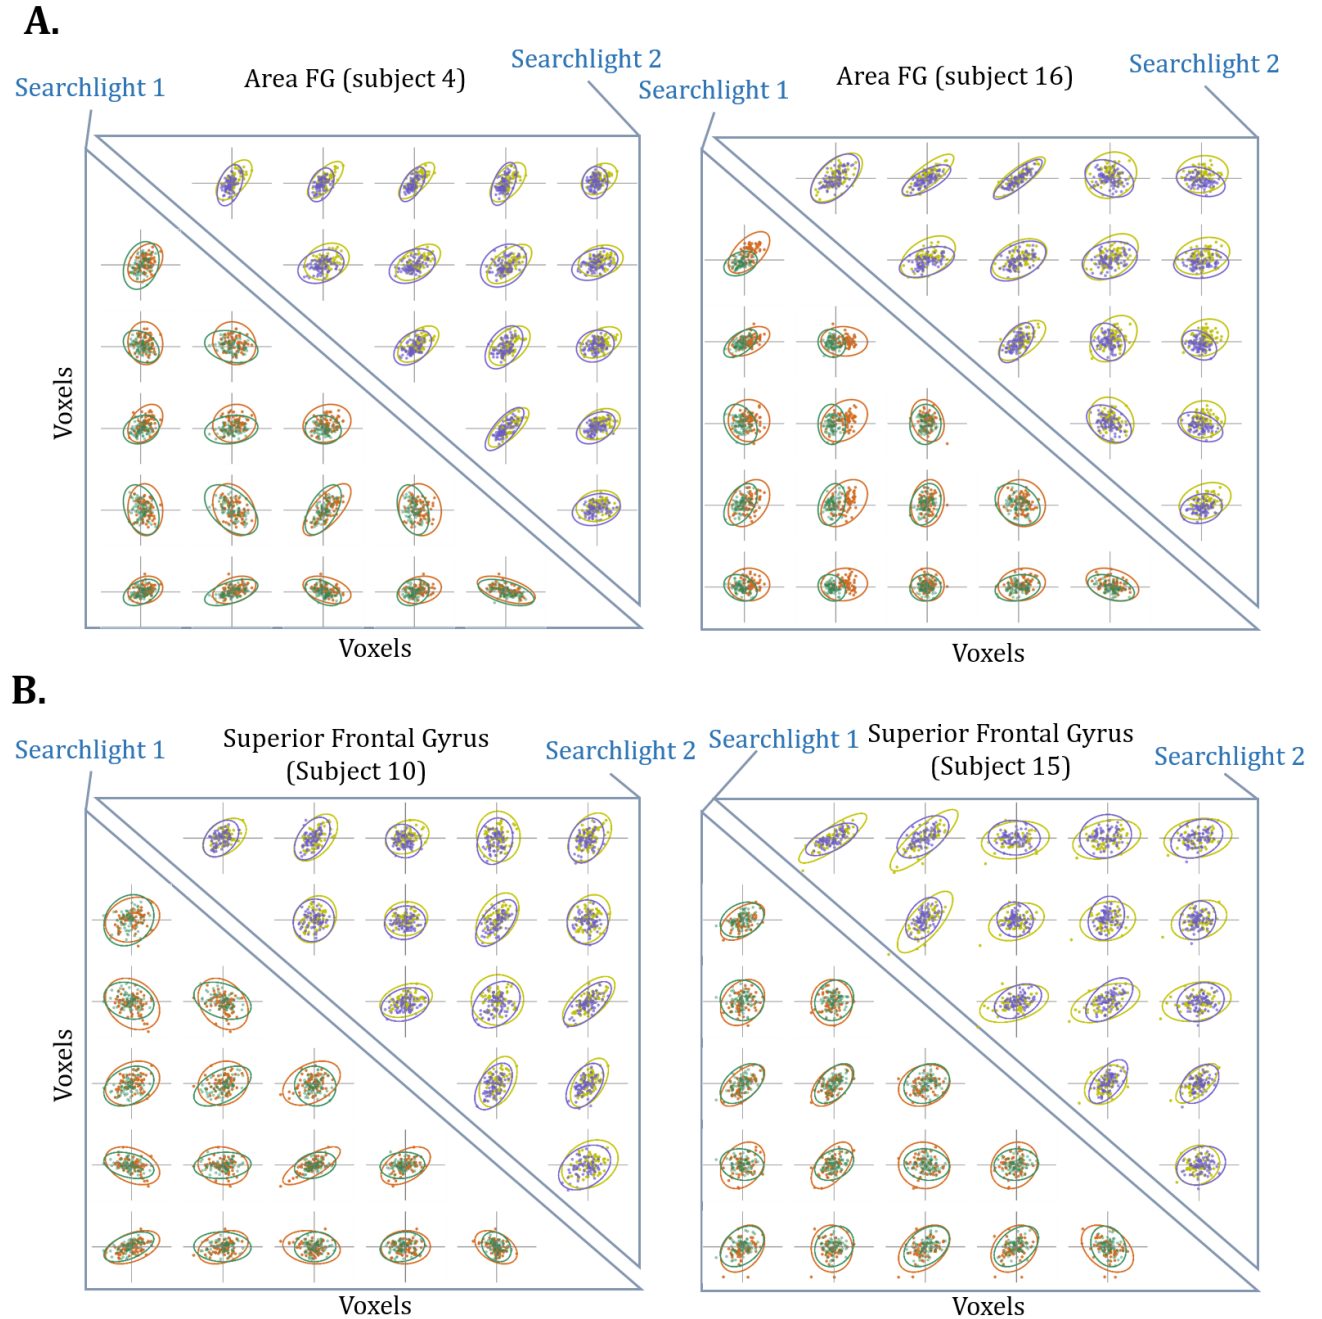 A.
Searchlight 1
Area FG (subject 4)
Searchlight 2
Searchlight 1
Area FG (subject 16)
Searchlight 2
Voxels
Voxels
Voxels
B.
Searchlight 1
Superior Frontal Gyrus
(Subject 10)
Searchlight 2
Searchlight 1
Superior Frontal Gyrus
(Subject 15)
Searchlight 2
Voxels
Voxels
Voxels